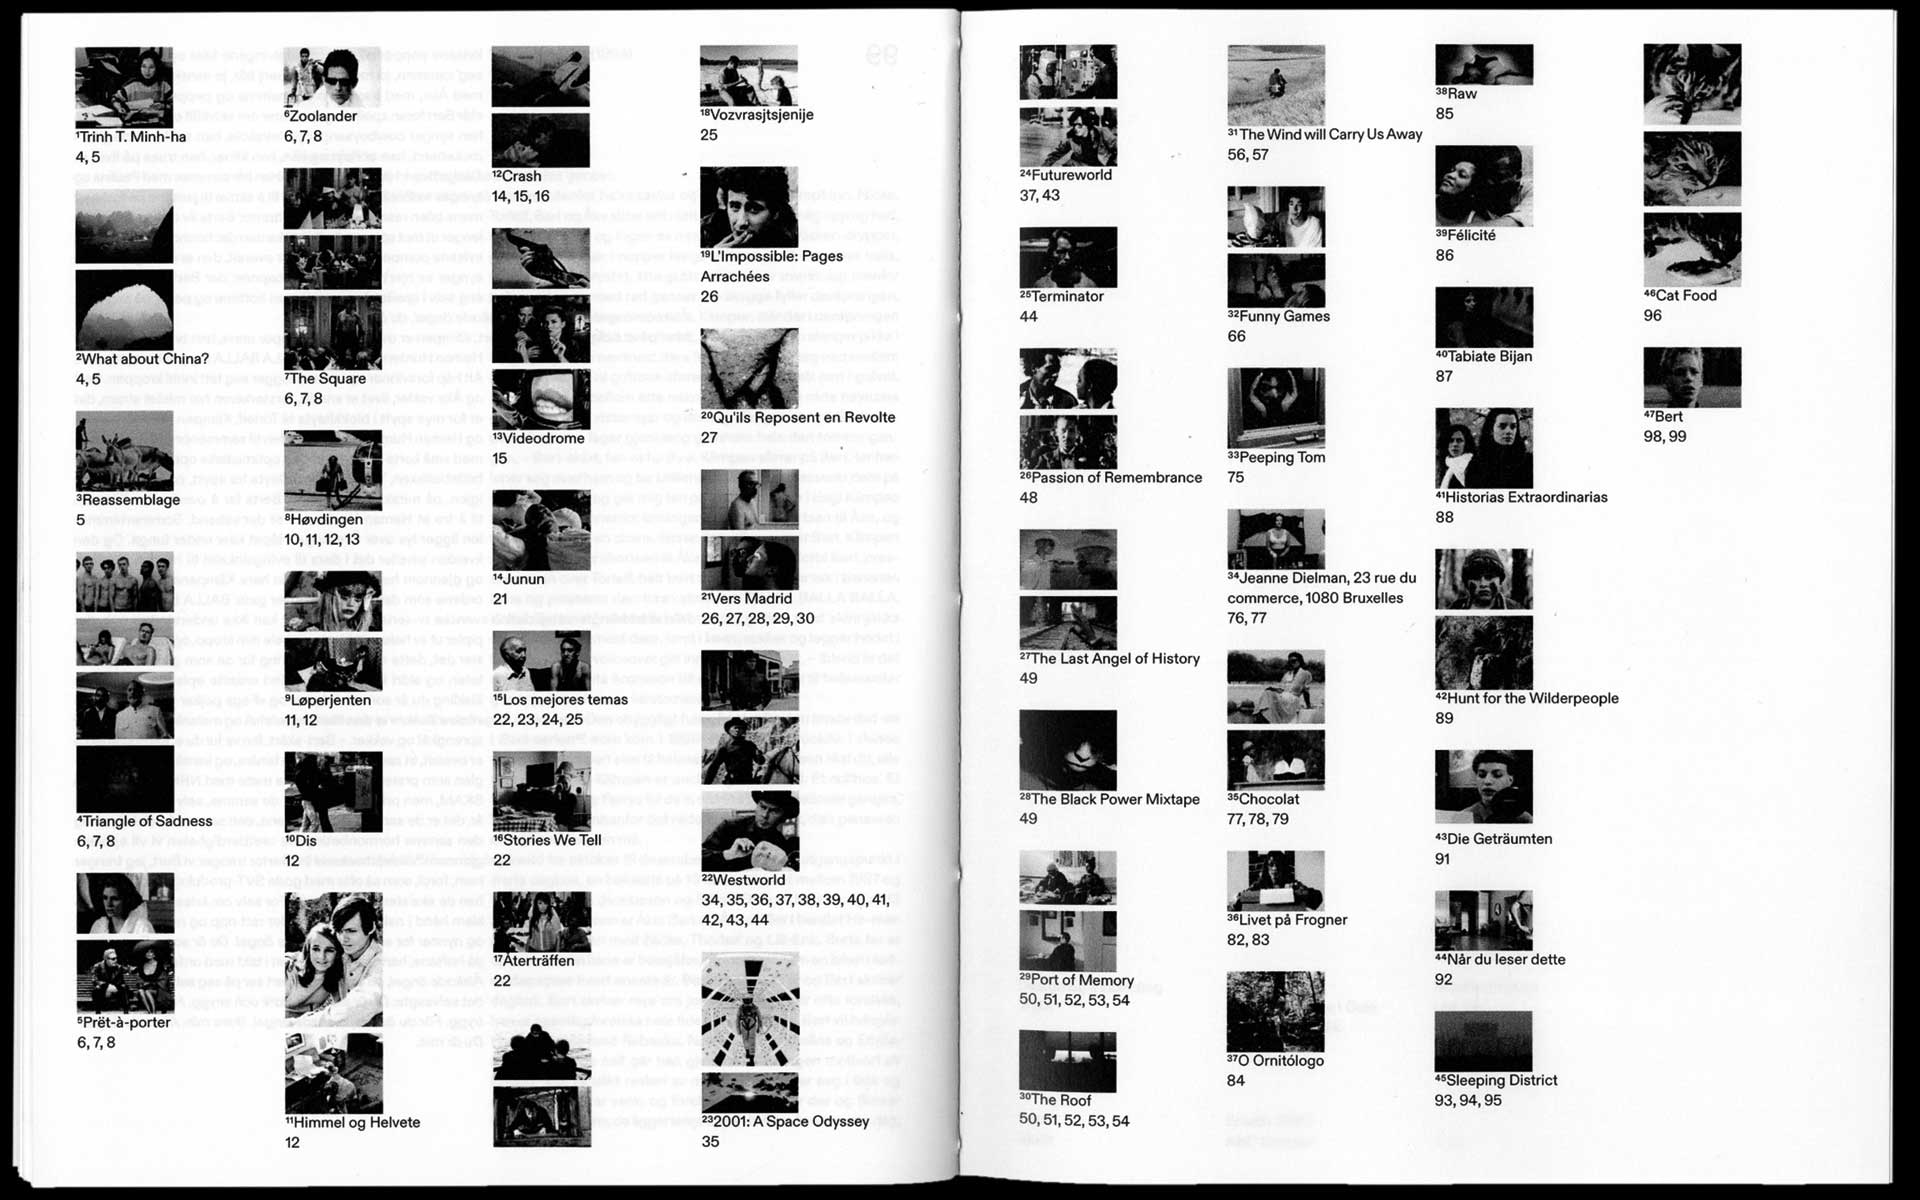 ¹Trinh T. Minh-ha
4, 5
²What about China?
4, 5
³Reassemblage
5
⁴Triangle of Sadness
6, 7, 8
⁵Prët-à-porter
6, 7, 8
⁶Zoolander
6, 7, 8
⁷The Square
6, 7, 8
⁸Høvdingen
10, 11, 12, 13
⁹Løperjenten
11, 12
¹⁰Dis
12
¹¹Himmel og Helvete
12
¹²Crash
14, 15, 16
¹³Videodrome
15
¹⁴Junun
21
¹⁵Los mejores temas
22, 23, 24, 25
¹⁶Stories We Tell
22
¹⁷Återträffen
22
¹⁸Vozvrasjtsjenije
25
¹⁹L'Impossible: Pages
Arrachées
26
²⁰Qu'ils Reposent en Revolte
27
²¹Vers Madrid
26, 27, 28, 29, 30
²²Westworld
34, 35, 36, 37, 38, 39, 40, 41,
42, 43, 44
²³2001: A Space Odyssey
35
²⁴Futureworld
37, 43
²⁵Terminator
44
²⁶Passion of Remembrance
48
²⁷The Last Angel of History
49
²⁸The Black Power Mixtape
49
²⁹Port of Memory
50, 51, 52, 53, 54
³⁰The Roof
50, 51, 52, 53, 54
³¹The Wind will Carry Us Away
56, 57
³²Funny Games
66
³³Peeping Tom
75
³⁴Jeanne Dielman, 23 rue du
commerce, 1080 Bruxelles
76, 77
³⁵Chocolat
77, 78, 79
³⁶Livet på Frogner
82, 83
³⁷O Ornitólogo
84
³⁸Raw
85
³⁹Félicité
86
⁴⁰Tabiate Bijan
87
⁴¹Historias Extraordinarias
88
⁴²Hunt for the Wilderpeople
89
⁴³Die Geträumten
91
⁴⁴Når du leser dette
92
⁴⁵Sleeping District
93, 94, 95
⁴⁶Cat Food
96
⁴⁷Bert
98, 99